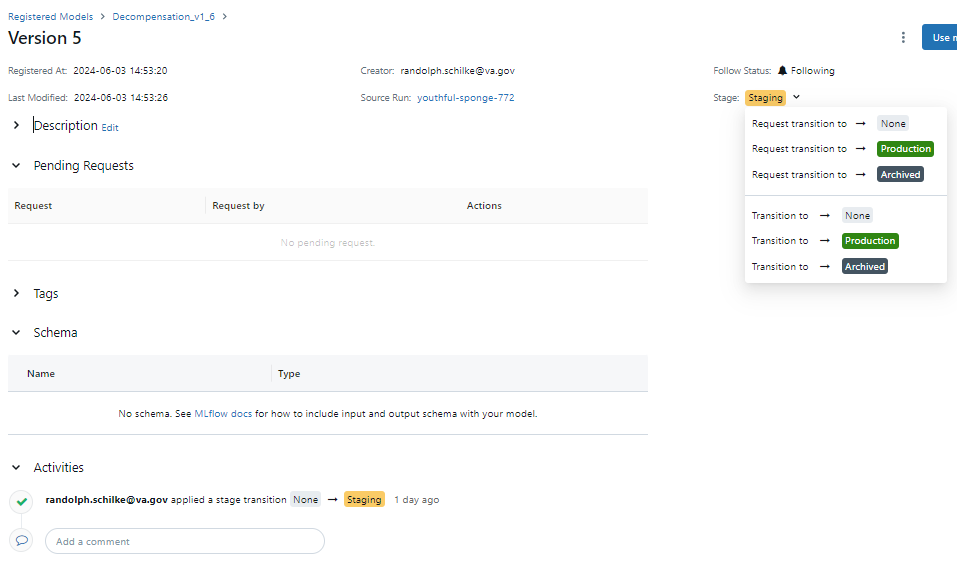 Registered Models > Decompensation_v1_6 >
Version 5
Use
Registered At: 2024-06-03 14:53:20
Creator: randolph.schilke@va.gov
Follow Status: Following
Last Modified: 2024-06-03 14:53:26
Source Run: youthful-sponge-772
Stage: Staging
Description Edit
Request transition to → None
Request transition to → Production
Request transition to → Archived
Transition to → None
Transition to → Production
Transition to → Archived
Pending Requests
Request Request by Actions
No pending request.
Tags
Schema
Name Type
No schema. See MLflow docs for how to include input and output schema with your model.
Activities
randolph.schilke@va.gov applied a stage transition None → Staging 1 day ago
Add a comment